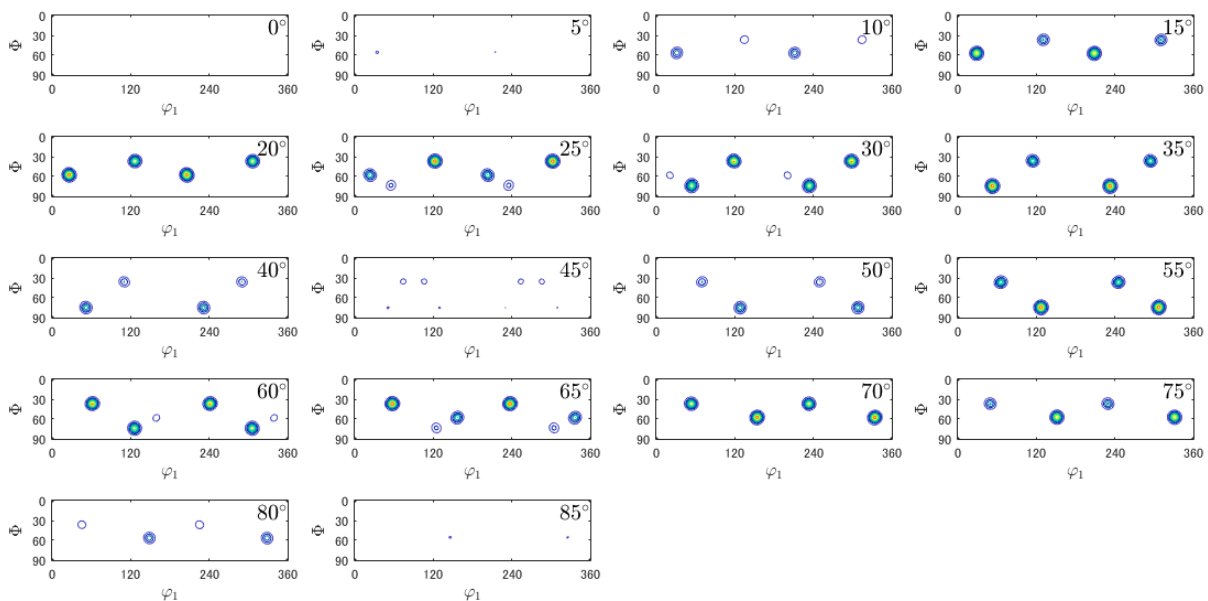 0 30 60 90 Φ 0° 0 120 240 360 φ₁
0 30 60 90 Φ 5° 0 120 240 360 φ₁
0 30 60 90 Φ 10° 0 120 240 360 φ₁
0 30 60 90 Φ 15° 0 120 240 360 φ₁
0 30 60 90 Φ 20° 0 120 240 360 φ₁
0 30 60 90 Φ 25° 0 120 240 360 φ₁
0 30 60 90 Φ 30° 0 120 240 360 φ₁
0 30 60 90 Φ 35° 0 120 240 360 φ₁
0 30 60 90 Φ 40° 0 120 240 360 φ₁
0 30 60 90 Φ 45° 0 120 240 360 φ₁
0 30 60 90 Φ 50° 0 120 240 360 φ₁
0 30 60 90 Φ 55° 0 120 240 360 φ₁
0 30 60 90 Φ 60° 0 120 240 360 φ₁
0 30 60 90 Φ 65° 0 120 240 360 φ₁
0 30 60 90 Φ 70° 0 120 240 360 φ₁
0 30 60 90 Φ 75° 0 120 240 360 φ₁
0 30 60 90 Φ 80° 0 120 240 360 φ₁
0 30 60 90 Φ 85° 0 120 240 360 φ₁